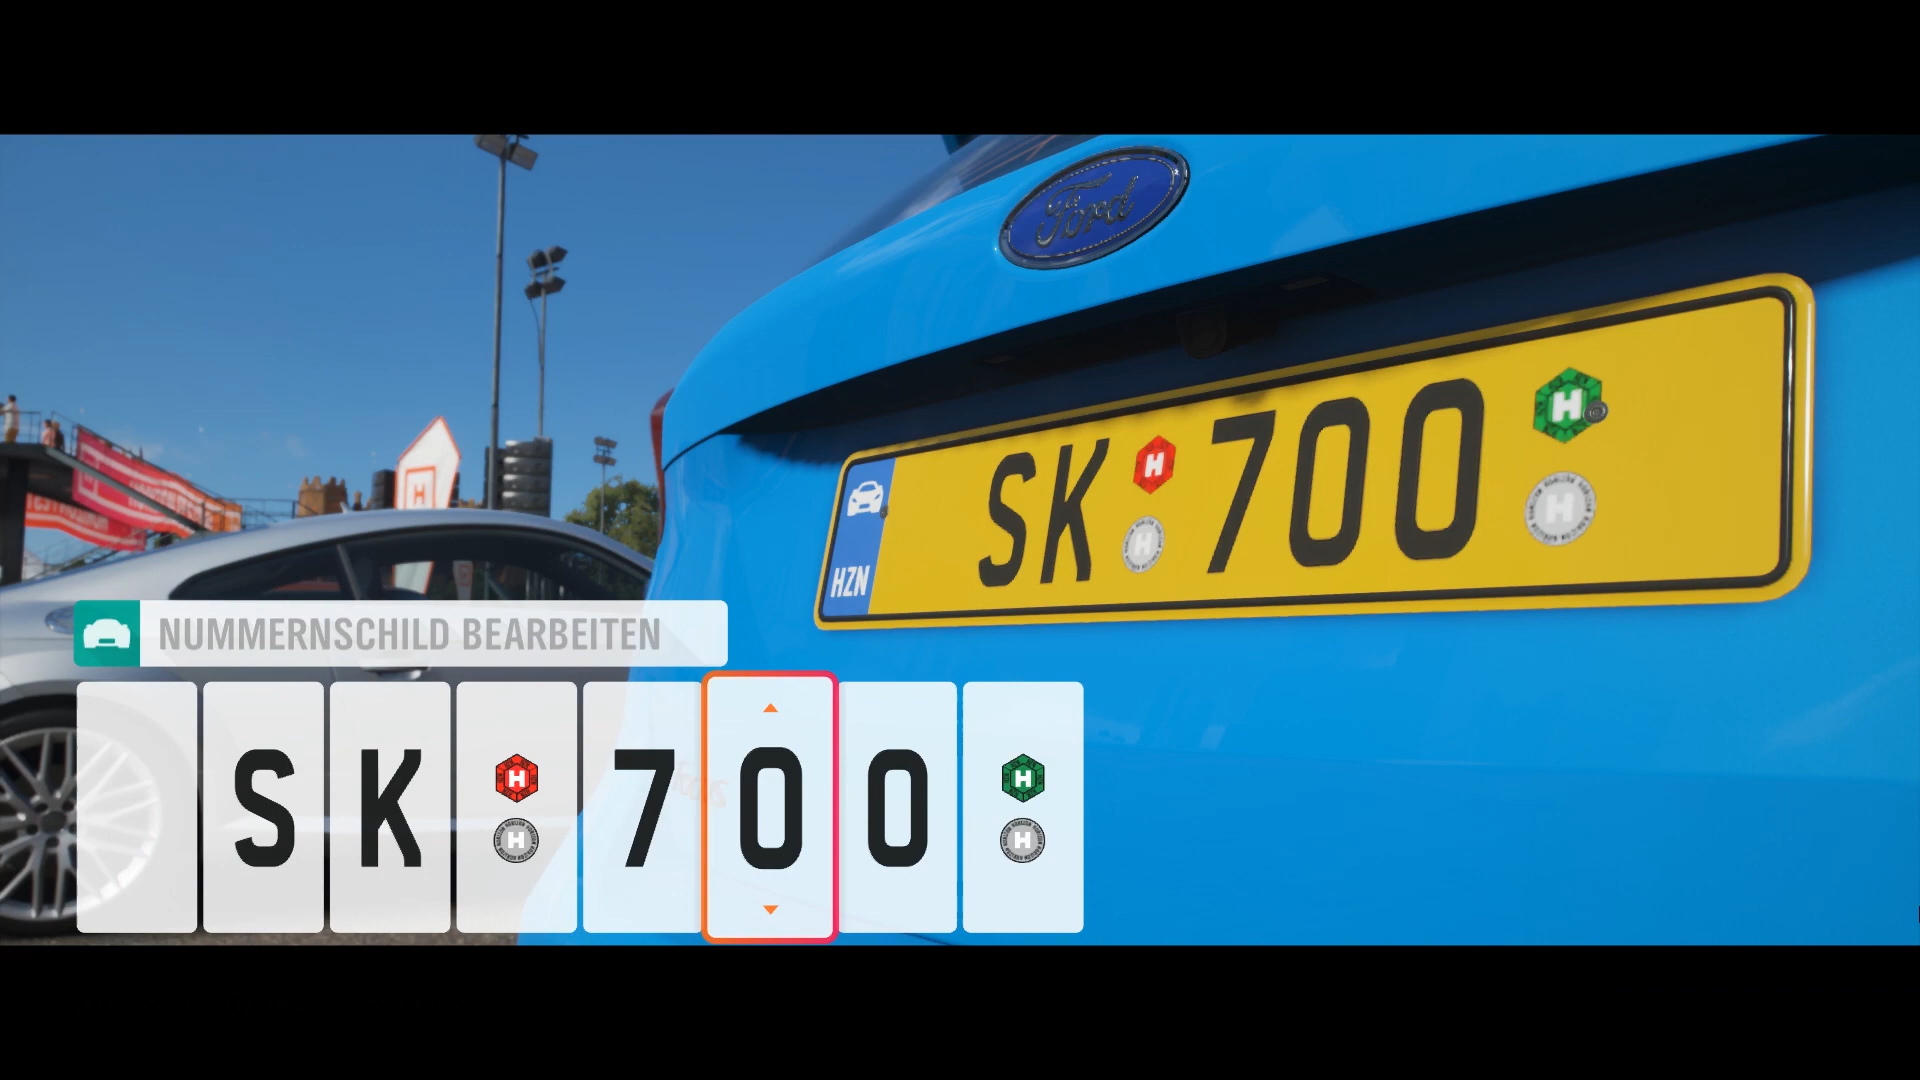 Ford
SK H 700 H
H H
HZN
H
NUMMERNSCHILD BEARBEITEN
S K H 7 0 0 H
H H